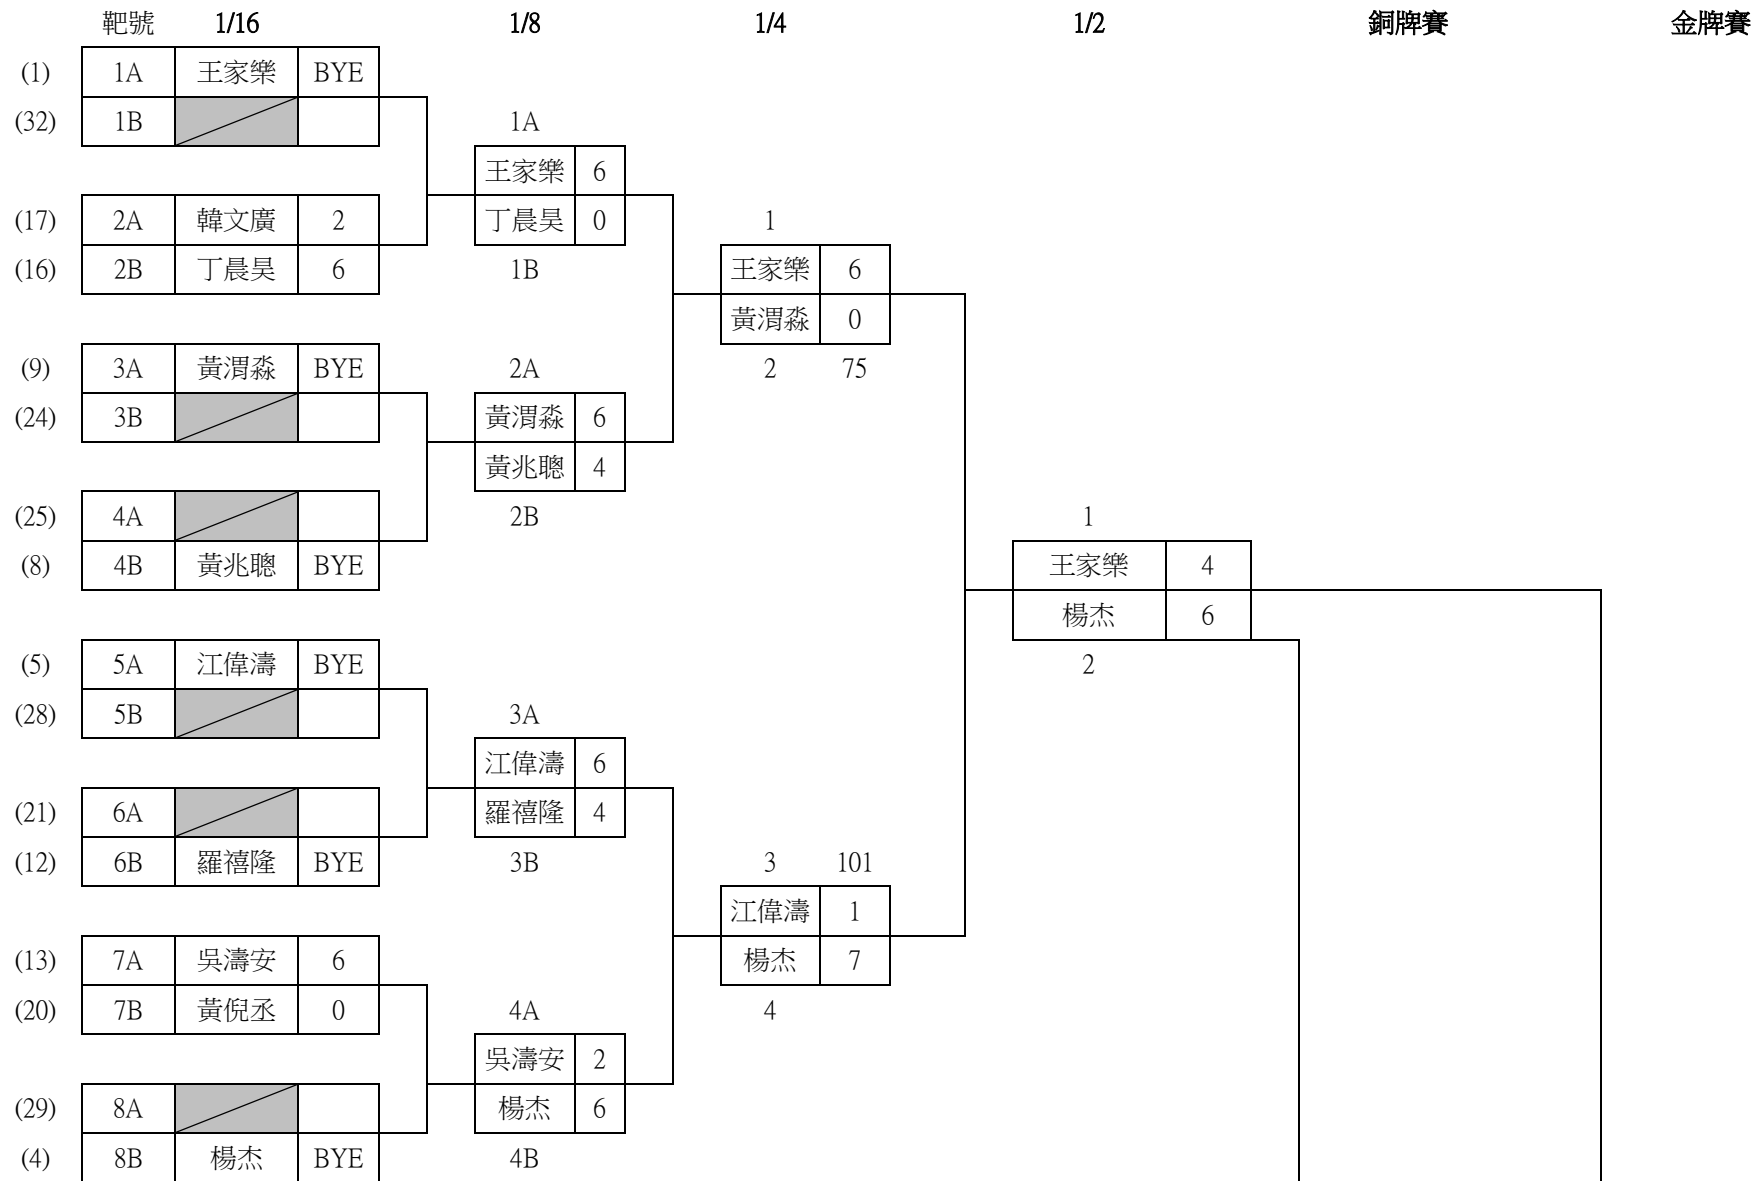 靶號 1/16 1/8 1/4 1/2 銅牌賽 金牌賽
(1) 1A 王家樂 BYE
(32) 1B 1A
王家樂 6
(17) 2A 韓文廣 2 丁晨昊 0 1
(16) 2B 丁晨昊 6 1B 王家樂 6
黃渭淼 0
(9) 3A 黃渭淼 BYE 2A 2 75
(24) 3B 黃渭淼 6
黃兆聰 4
(25) 4A 2B 1
(8) 4B 黃兆聰 BYE 王家樂 4
楊杰 6
(5) 5A 江偉濤 BYE 2
(28) 5B 3A
江偉濤 6
(21) 6A 羅禧隆 4
(12) 6B 羅禧隆 BYE 3B 3 101
江偉濤 1
(13) 7A 吳濤安 6 楊杰 7
(20) 7B 黃倪丞 0 4A 4
吳濤安 2
(29) 8A 楊杰 6
(4) 8B 楊杰 BYE 4B